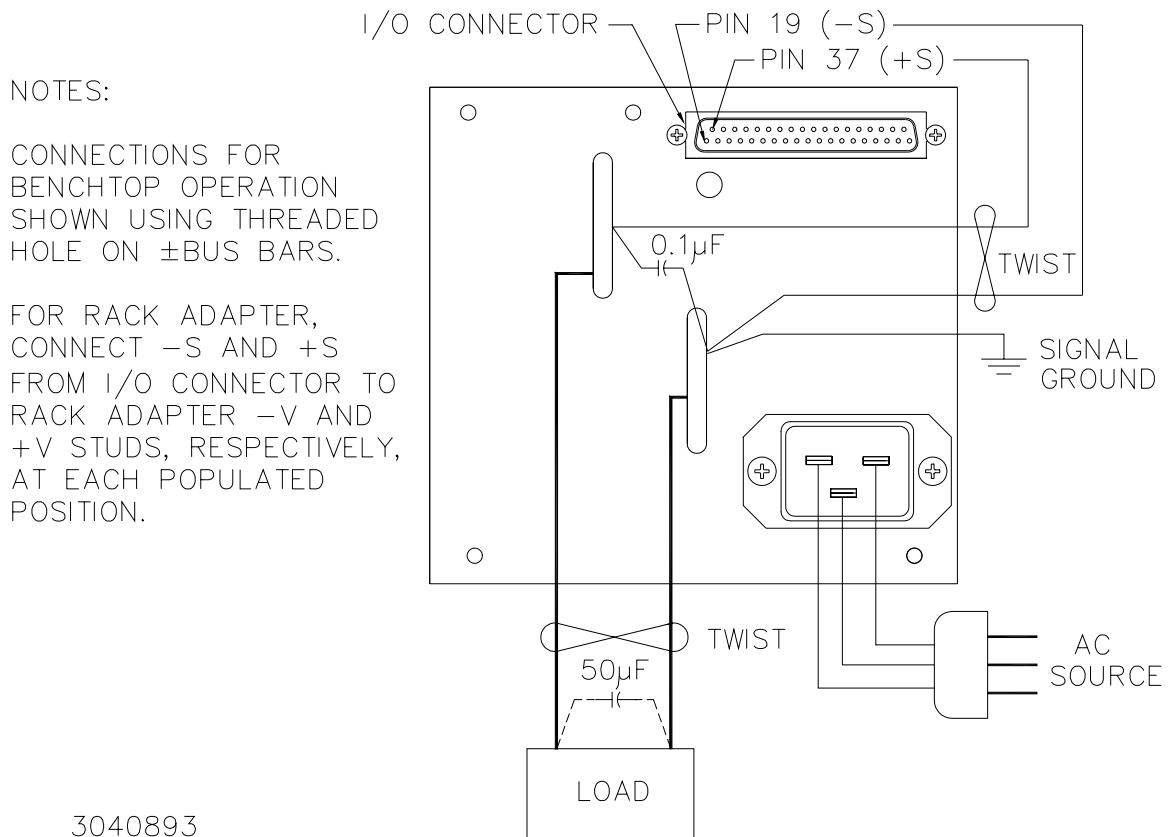 I/O CONNECTOR
PIN 19 (−S)
PIN 37 (+S)
NOTES:
CONNECTIONS FOR
BENCHTOP OPERATION
SHOWN USING THREADED
HOLE ON ±BUS BARS.
FOR RACK ADAPTER,
CONNECT −S AND +S
FROM I/O CONNECTOR TO
RACK ADAPTER −V AND
+V STUDS, RESPECTIVELY,
AT EACH POPULATED
POSITION.
0.1µF
TWIST
SIGNAL
GROUND
TWIST
AC
SOURCE
50µF
LOAD
3040893